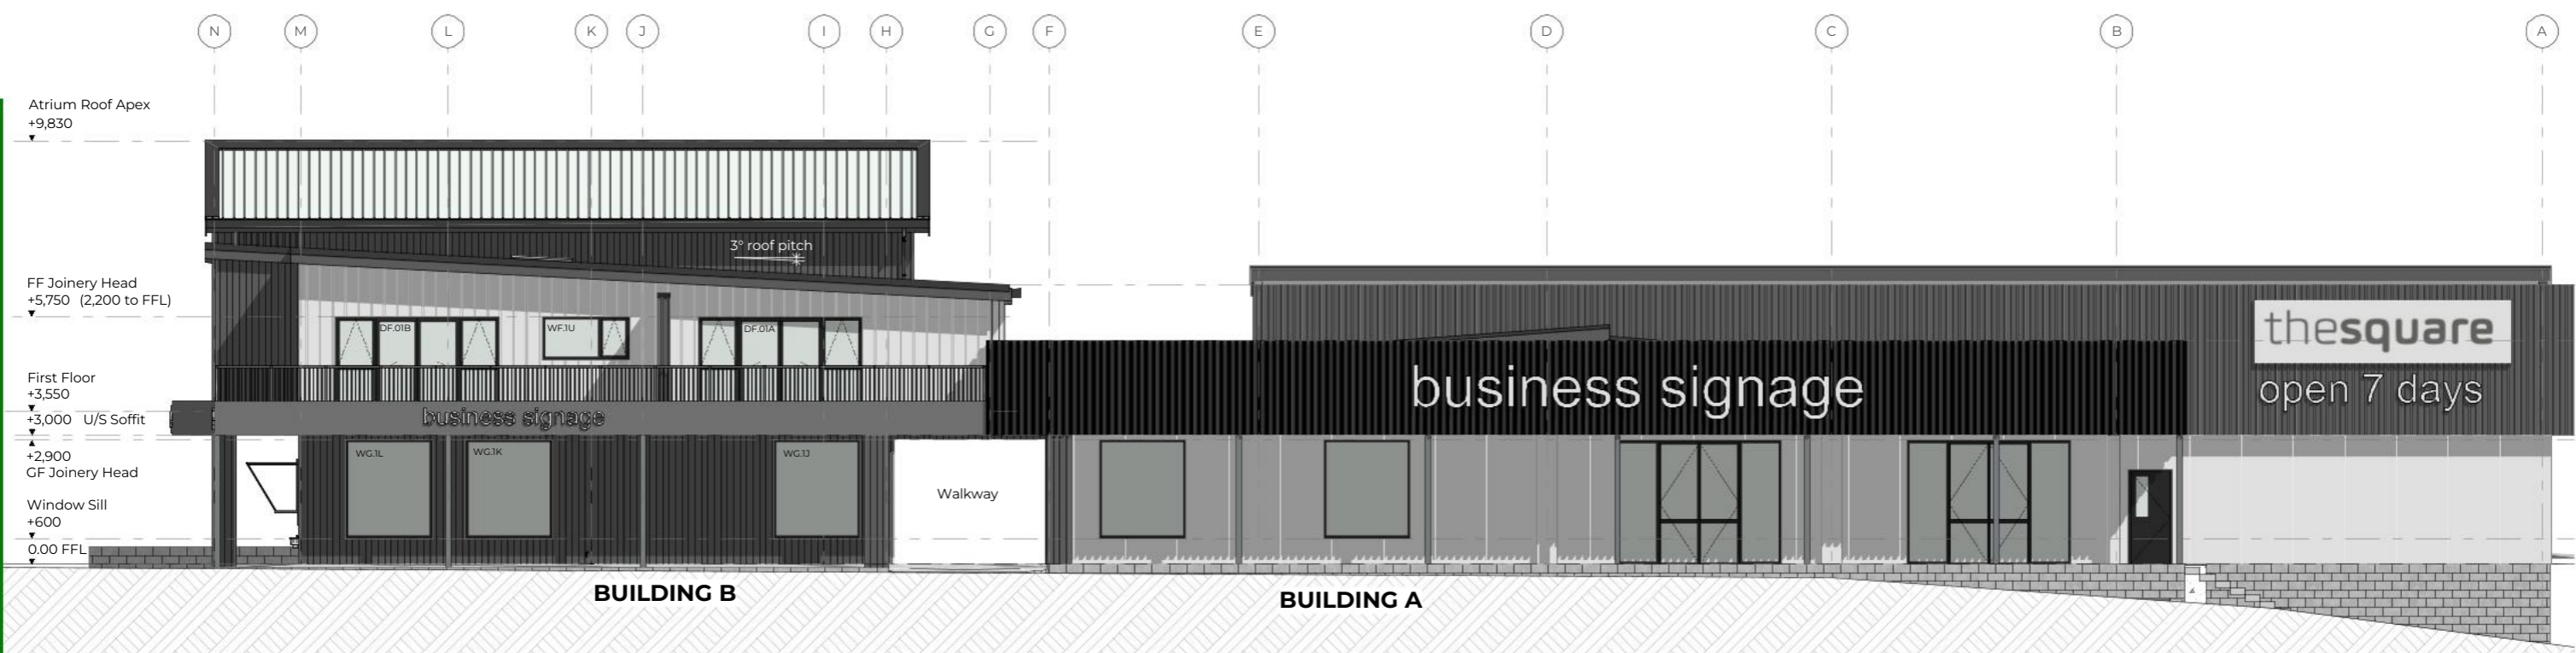 N M L K J I H G F E D C B A
Atrium Roof Apex
+9,830
3° roof pitch
FF Joinery Head
+5,750 (2,200 to FFL)
DF.01B
WF.1U
DF.01A
thesquare
First Floor
+3,550
business signage
open 7 days
+3,000 U/S Soffit
business signage
+2,900
GF Joinery Head
WG.1L
WG.1K
WG.1J
Walkway
Window Sill
+600
0.00 FFL
BUILDING B
BUILDING A